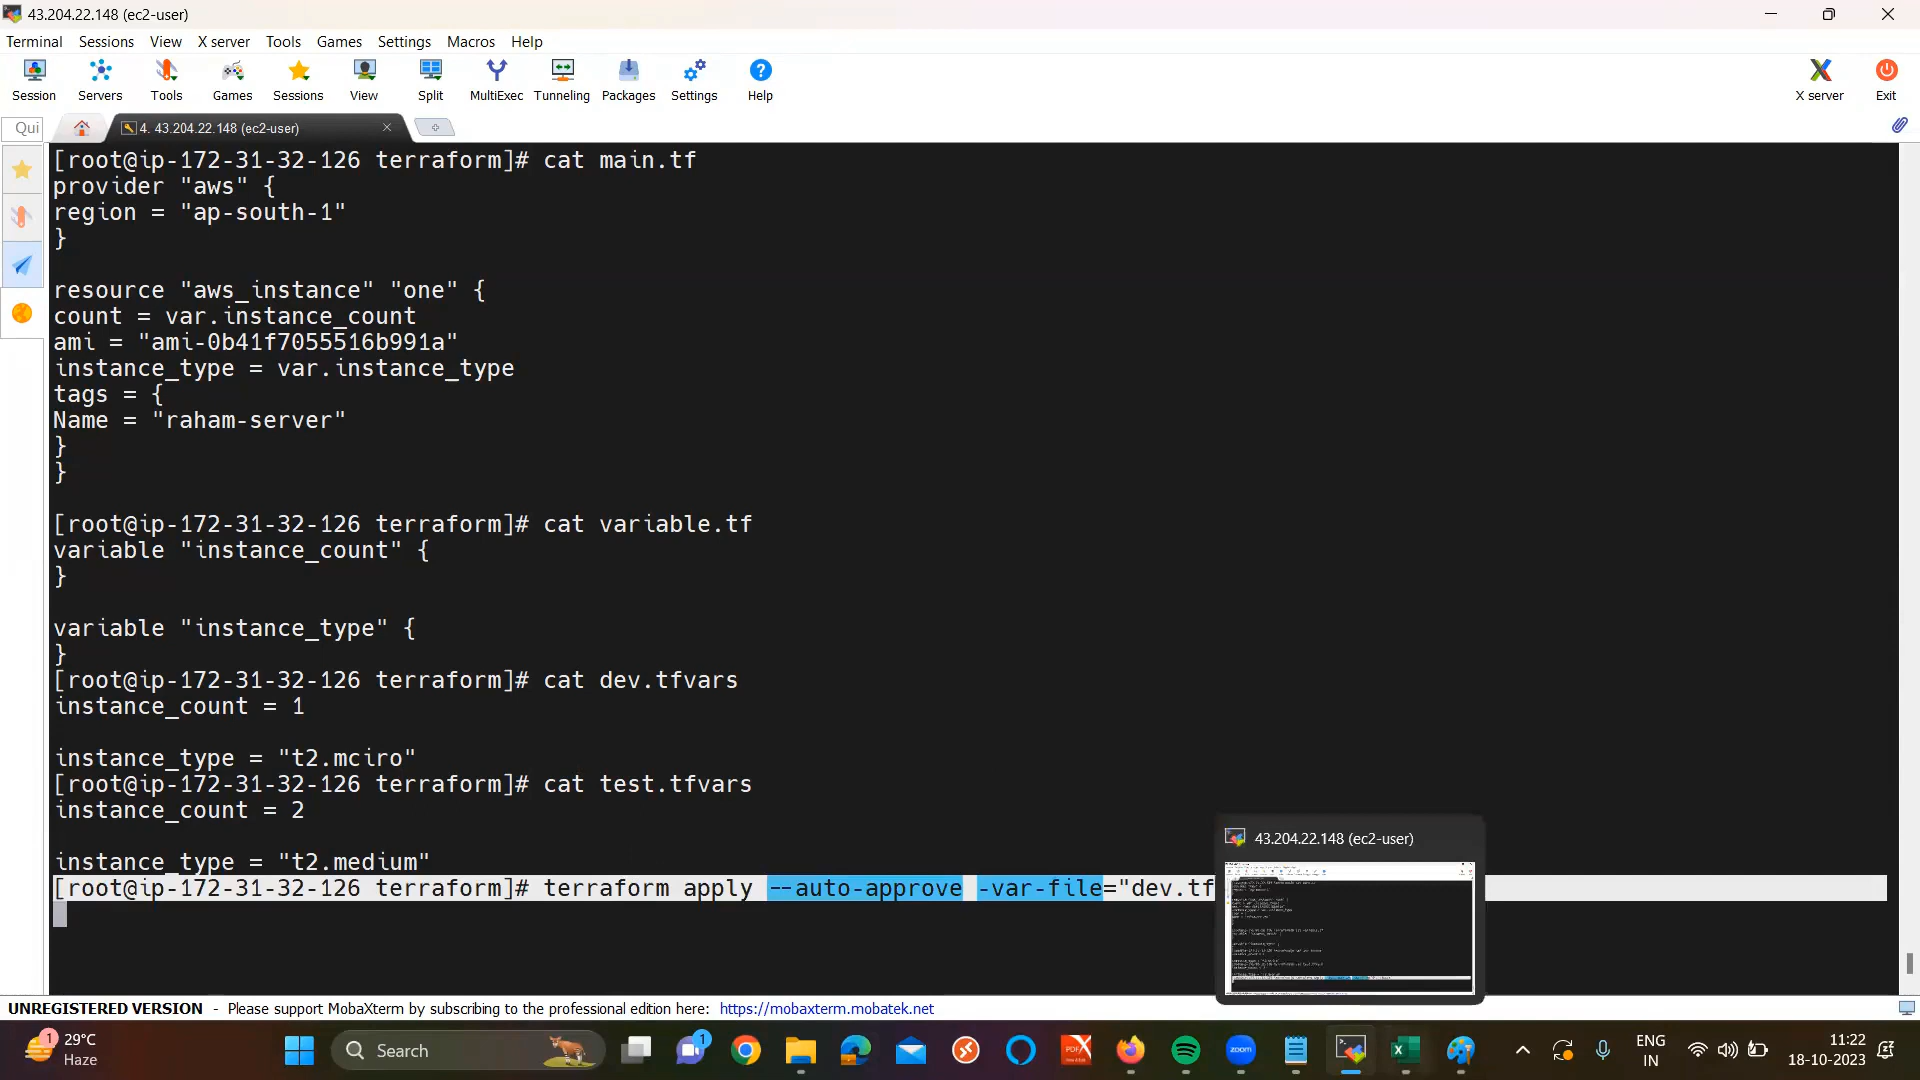 43.204.22.148 (ec2-user)
Terminal Sessions View X server Tools Games Settings Macros Help
Session Servers Tools Games Sessions View Split MultiExec Tunneling Packages Settings Help X server Exit
Qui 4. 43.204.22.148 (ec2-user)
[root@ip-172-31-32-126 terraform]# cat main.tf
provider "aws" {
region = "ap-south-1"
}
resource "aws_instance" "one" {
count = var.instance_count
ami = "ami-0b41f7055516b991a"
instance_type = var.instance_type
tags = {
Name = "raham-server"
}
}
[root@ip-172-31-32-126 terraform]# cat variable.tf
variable "instance_count" {
}
variable "instance_type" {
}
[root@ip-172-31-32-126 terraform]# cat dev.tfvars
instance_count = 1
instance_type = "t2.mciro"
[root@ip-172-31-32-126 terraform]# cat test.tfvars
instance_count = 2
instance_type = "t2.medium"
[root@ip-172-31-32-126 terraform]# terraform apply --auto-approve -var-file="dev.tf
43.204.22.148 (ec2-user)
UNREGISTERED VERSION - Please support MobaXterm by subscribing to the professional edition here: https://mobaxterm.mobatek.net
1 29°C
Haze
Search
1
PDFX
zoom
ENG
IN
11:22
18-10-2023